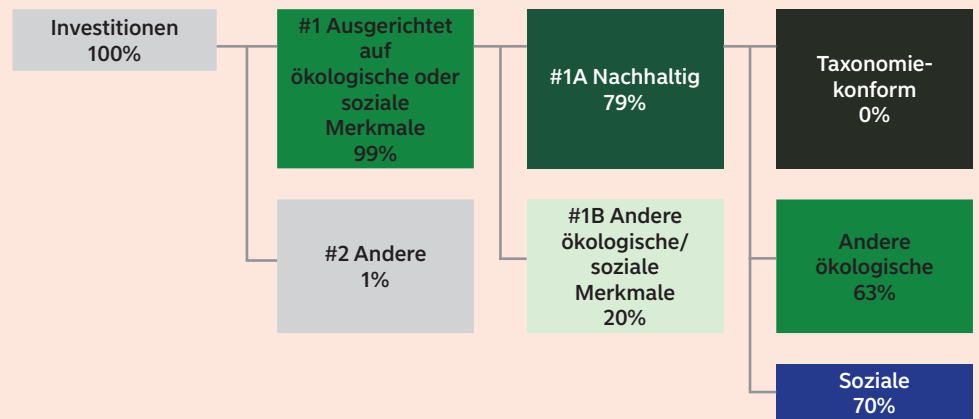 Investitionen
100%
#1 Ausgerichtet
auf
ökologische oder
soziale
Merkmale
99%
#1A Nachhaltig
79%
Taxonomie-
konform
0%
#2 Andere
1%
#1B Andere
ökologische/
soziale
Merkmale
20%
Andere
ökologische
63%
Soziale
70%